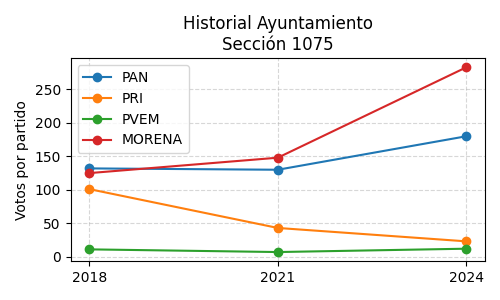 Historial Ayuntamiento
Sección 1075
Votos por partido
PAN
PRI
PVEM
MORENA
250
200
150
100
50
0
2018
2021
2024